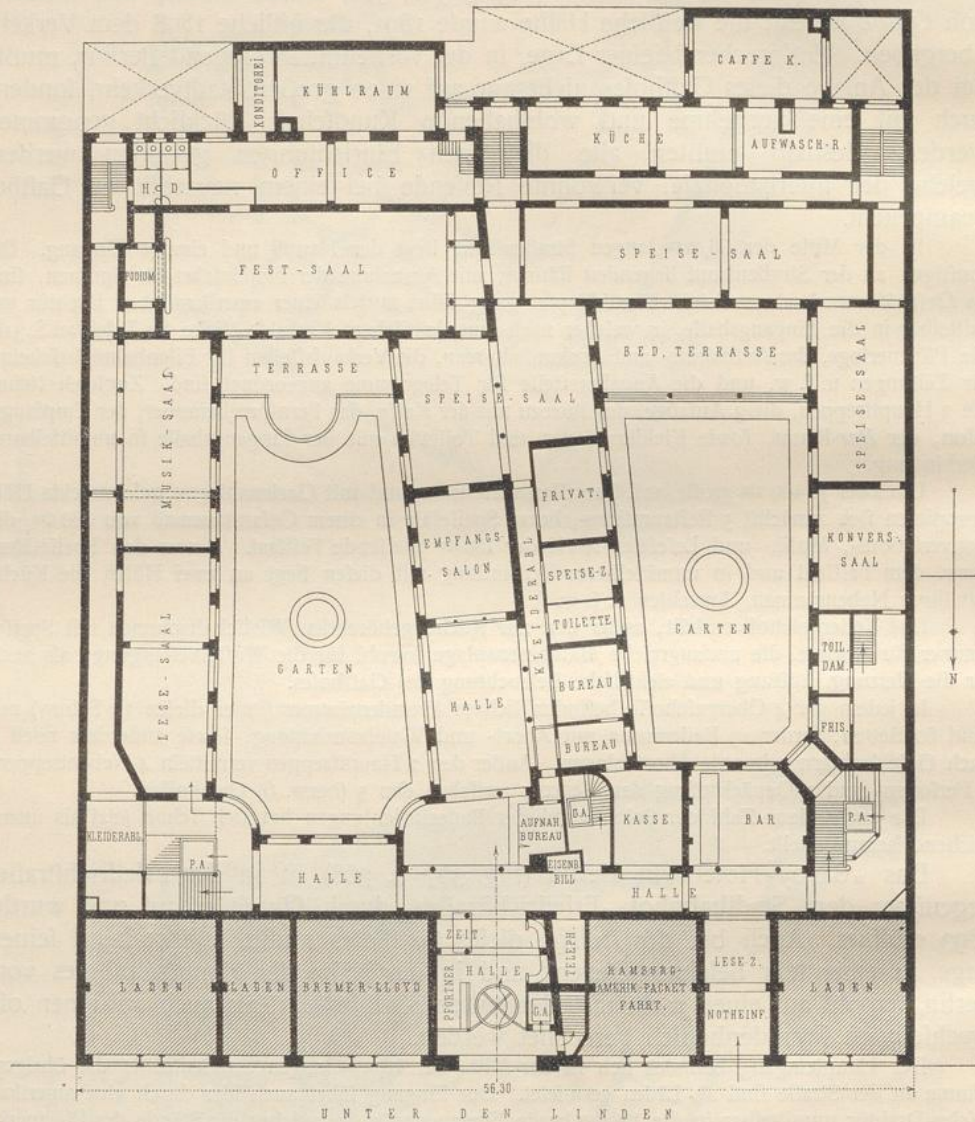 CAFFE K.
KONDITOREI
KÜHLRAUM
KÜCHE
AUFWASCH-R.
OFFICE
H. D.
PODIUM
FEST-SAAL
SPEISE-SAAL
TERRASSE
BED. TERRASSE
MUSIK-SAAL
SPEISE-SAAL
SPEISE-SAAL
PRIVAT.
EMPFANGS-
SALON
KLEIDERABL.
SPEISE-Z.
KONVERS-
SAAL
TOILETTE
GARTEN
GARTEN
TOIL.
DAM.
LESE-SAAL
HALLE
BUREAU
N
FRIS.
BUREAU
KLEIDERABL.
P.A.
AUFNAH.
BUREAU
G.A.
KASSE
BAR
P.A.
EISENB.
BILL
HALLE
HALLE
ZEIT.
TELEPH.
LESE-Z.
LADEN
LADEN
BREMER-LLOYD
PFÖRTNER
HALLE
G.A.
HAMBURG-
AMERIK-PACKET
FAHRT.
NOTHEINF.
LADEN
56,30
UNTER DEN LINDEN